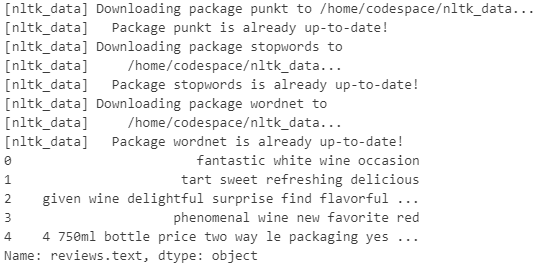 [nltk_data] Downloading package punkt to /home/codespace/nltk_data...
[nltk_data]   Package punkt is already up-to-date!
[nltk_data] Downloading package stopwords to
[nltk_data]     /home/codespace/nltk_data...
[nltk_data]   Package stopwords is already up-to-date!
[nltk_data] Downloading package wordnet to
[nltk_data]     /home/codespace/nltk_data...
[nltk_data]   Package wordnet is already up-to-date!
0                        fantastic white wine occasion
1                      tart sweet refreshing delicious
2    given wine delightful surprise find flavorful ...
3                     phenomenal wine new favorite red
4    4 750ml bottle price two way le packaging yes ...
Name: reviews.text, dtype: object